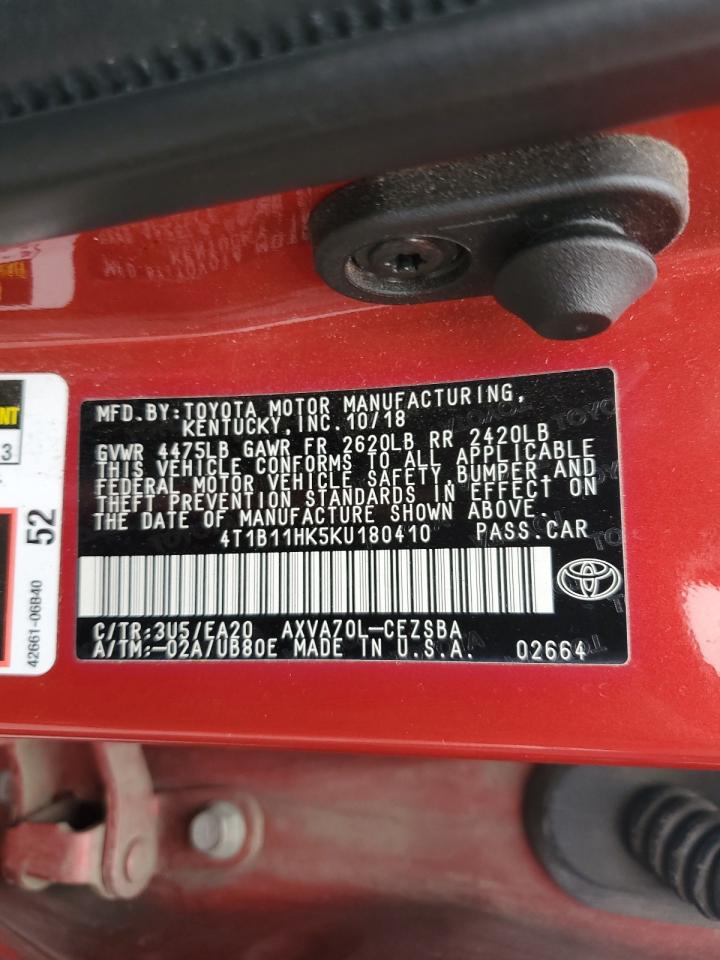 MFD.BY:TOYOTA MOTOR MANUFACTURING,
KENTUCKY,INC.10/18
GVWR 4475LB GAWR FR 2620LB RR 2420LB
THIS VEHICLE CONFORMS TO ALL APPLICABLE
FEDERAL MOTOR VEHICLE SAFETY,BUMPER,AND
THEFT PREVENTION STANDARDS IN EFFECT ON
THE DATE OF MANUFACTURE SHOWN ABOVE.
4T1B11HK5KU180410 PASS.CAR
C/TR:3U5/EA20 AXVA70L-CEZSBA
A/TM:-02A/UB80E MADE IN U.S.A. 02664
3
52
42661-06B40